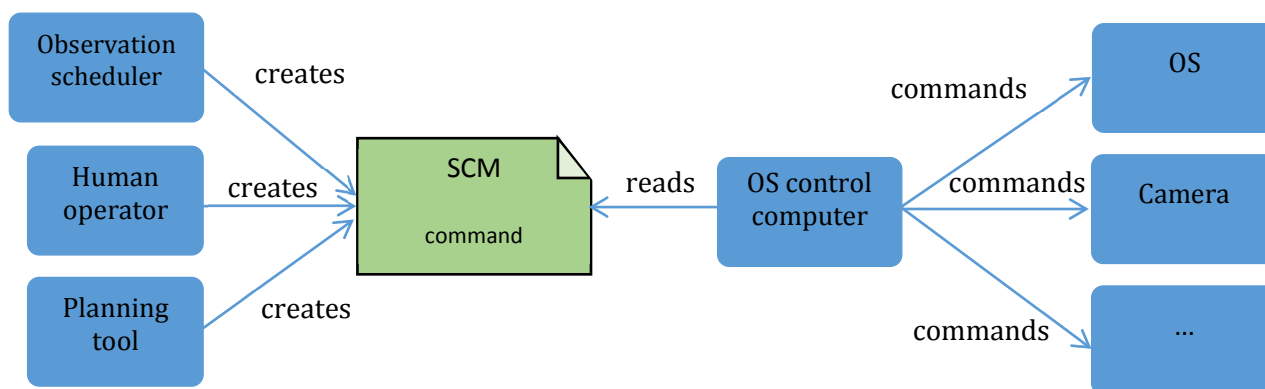 Observation
scheduler
creates
Human
operator
creates
Planning
tool
creates
SCM
command
reads
OS control
computer
commands
OS
commands
Camera
commands
...